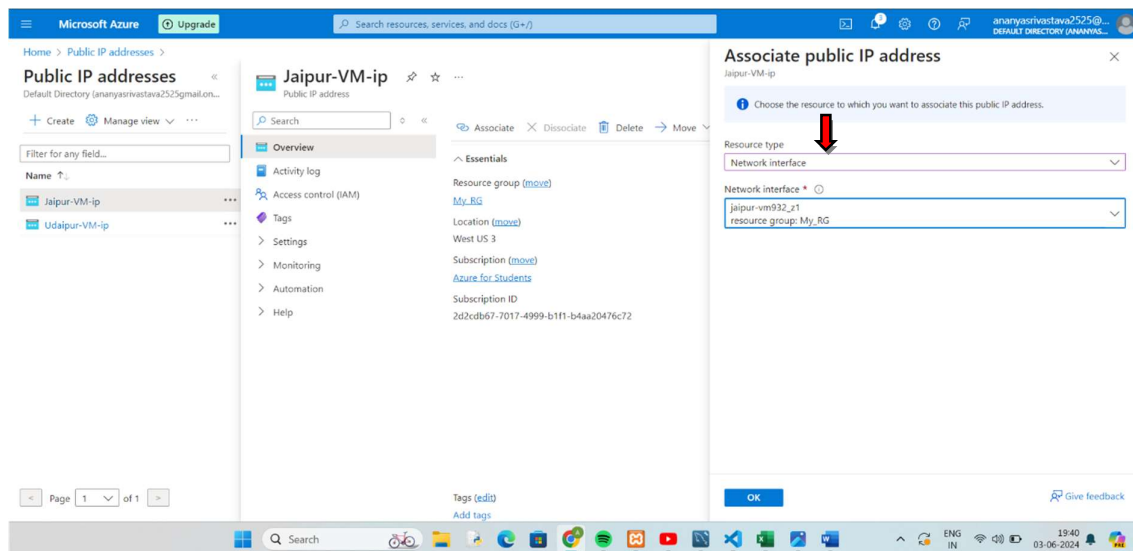 Microsoft Azure
Upgrade
Search resources, services, and docs (G+/)
ananyasrivastava2525@...
DEFAULT DIRECTORY (ANANYAS...
Home > Public IP addresses >
Public IP addresses
Default Directory (ananyasrivastava2525gmail.on...
+ Create
Manage view
...
Filter for any field...
Name ↑↓
Jaipur-VM-ip
...
Udaipur-VM-ip
...
< Page 1 of 1 >
Jaipur-VM-ip
...
Public IP address
Search
Overview
Activity log
Access control (IAM)
Tags
Settings
Monitoring
Automation
Help
Associate
Dissociate
Delete
Move
Essentials
Resource group (move)
My_RG
Location (move)
West US 3
Subscription (move)
Azure for Students
Subscription ID
2d2cdb67-7017-4999-b1f1-b4aa20476c72
Tags (edit)
Add tags
Associate public IP address
Jaipur-VM-ip
Choose the resource to which you want to associate this public IP address.
Resource type
Network interface
Network interface *
jaipur-vm932_z1
resource group: My_RG
OK
Give feedback
Search
ENG
IN
19:40
03-06-2024